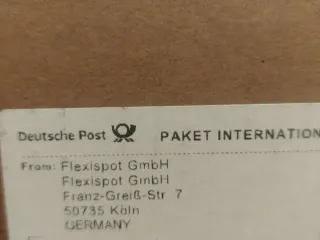 Deutsche Post PAKET INTERNATION
From: Flexispot GmbH
Flexispot GmbH
Franz-Greiß-Str 7
50735 Köln
GERMANY